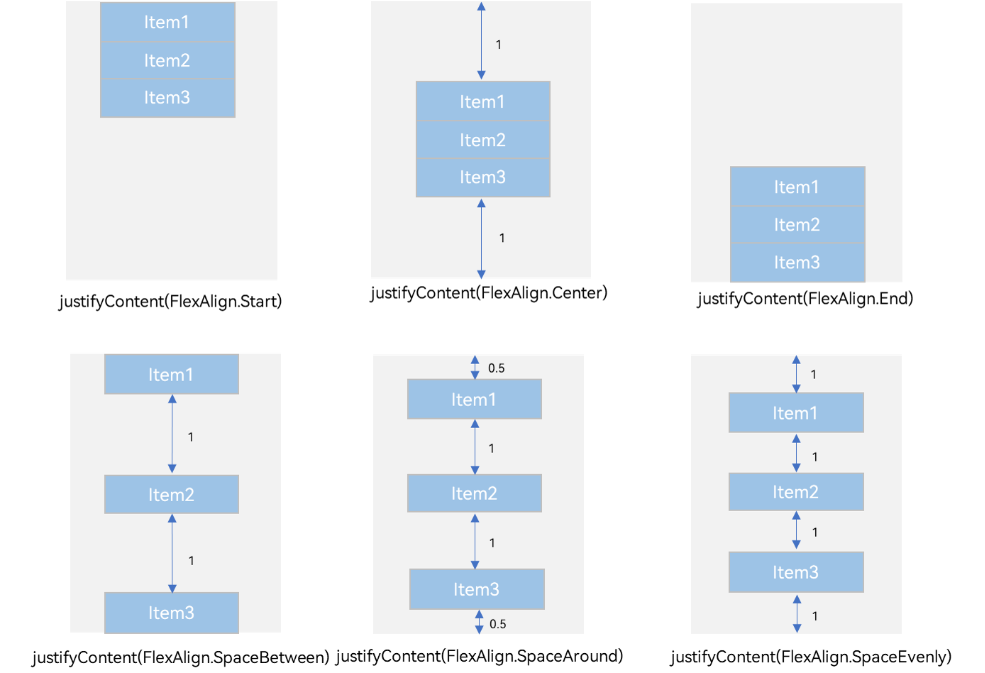 Item1
Item2
Item3
justifyContent(FlexAlign.Start)
1
Item1
Item2
Item3
1
justifyContent(FlexAlign.Center)
Item1
Item2
Item3
justifyContent(FlexAlign.End)
Item1
1
Item2
1
Item3
justifyContent(FlexAlign.SpaceBetween)
0.5
Item1
1
Item2
1
Item3
0.5
justifyContent(FlexAlign.SpaceAround)
1
Item1
1
Item2
1
Item3
1
justifyContent(FlexAlign.SpaceEvenly)